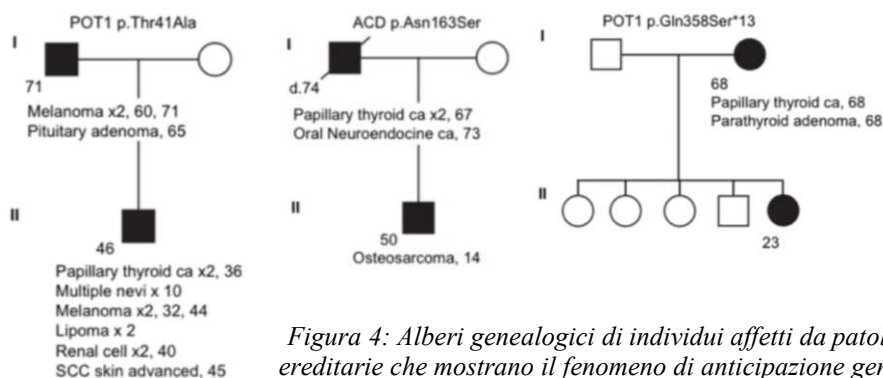 POT1 p.Thr41Ala
I
71
Melanoma x2, 60, 71
Pituitary adenoma, 65
II
46
Papillary thyroid ca x2, 36
Multiple nevi x 10
Melanoma x2, 32, 44
Lipoma x 2
Renal cell x2, 40
SCC skin advanced, 45
ACD p.Asn163Ser
I
d.74
Papillary thyroid ca x2, 67
Oral Neuroendocine ca, 73
II
50
Osteosarcoma, 14
POT1 p.Gln358Ser*13
I
68
Papillary thyroid ca, 68
Parathyroid adenoma, 68
II
23
Figura 4: Alberi genealogici di individui affetti da
ereditarie che mostrano il fenomeno di anticipazione